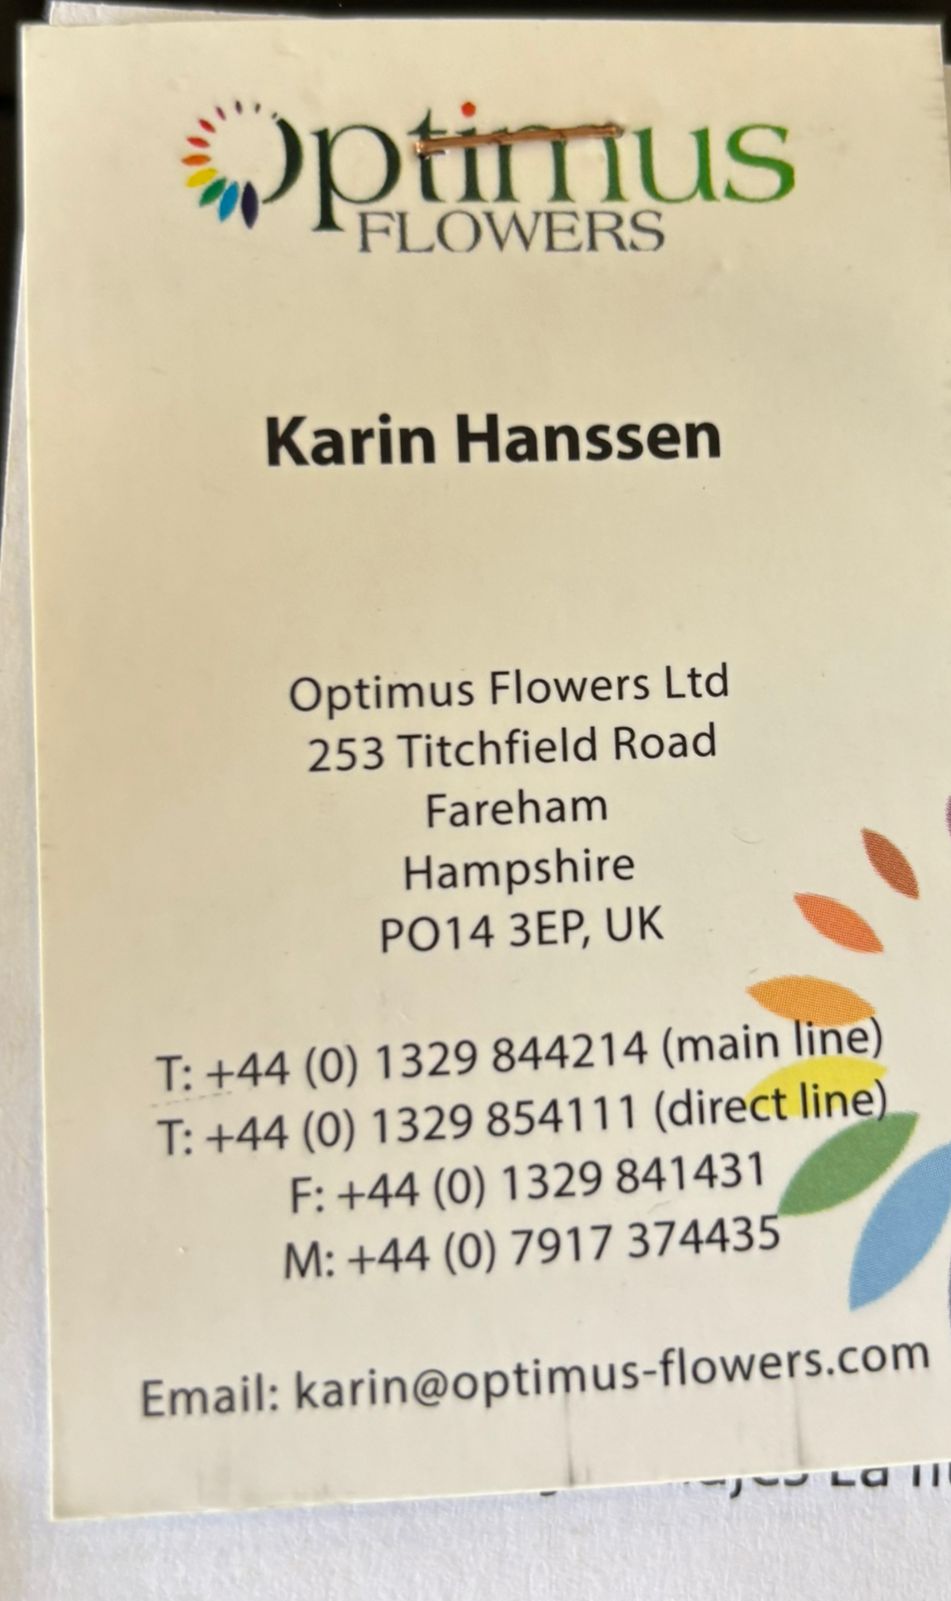 Optimus
FLOWERS
Karin Hanssen
Optimus Flowers Ltd
253 Titchfield Road
Fareham
Hampshire
PO14 3EP, UK
T: +44 (0) 1329 844214 (main line)
T: +44 (0) 1329 854111 (direct line)
F: +44 (0) 1329 841431
M: +44 (0) 7917 374435
Email: karin@optimus-flowers.com